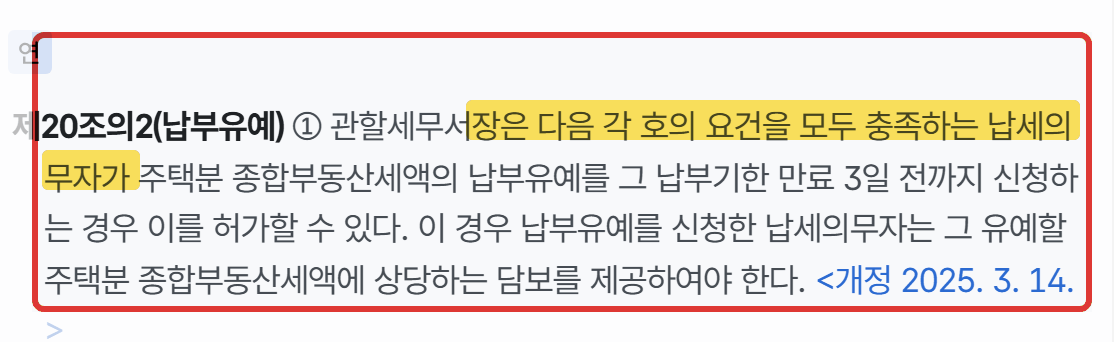 연
제20조의2(납부유예) ① 관할세무서장은 다음 각 호의 요건을 모두 충족하는 납세의
무자가 주택분 종합부동산세액의 납부유예를 그 납부기한 만료 3일 전까지 신청하
는 경우 이를 허가할 수 있다. 이 경우 납부유예를 신청한 납세의무자는 그 유예할
주택분 종합부동산세액에 상당하는 담보를 제공하여야 한다. <개정 2025. 3. 14.
>